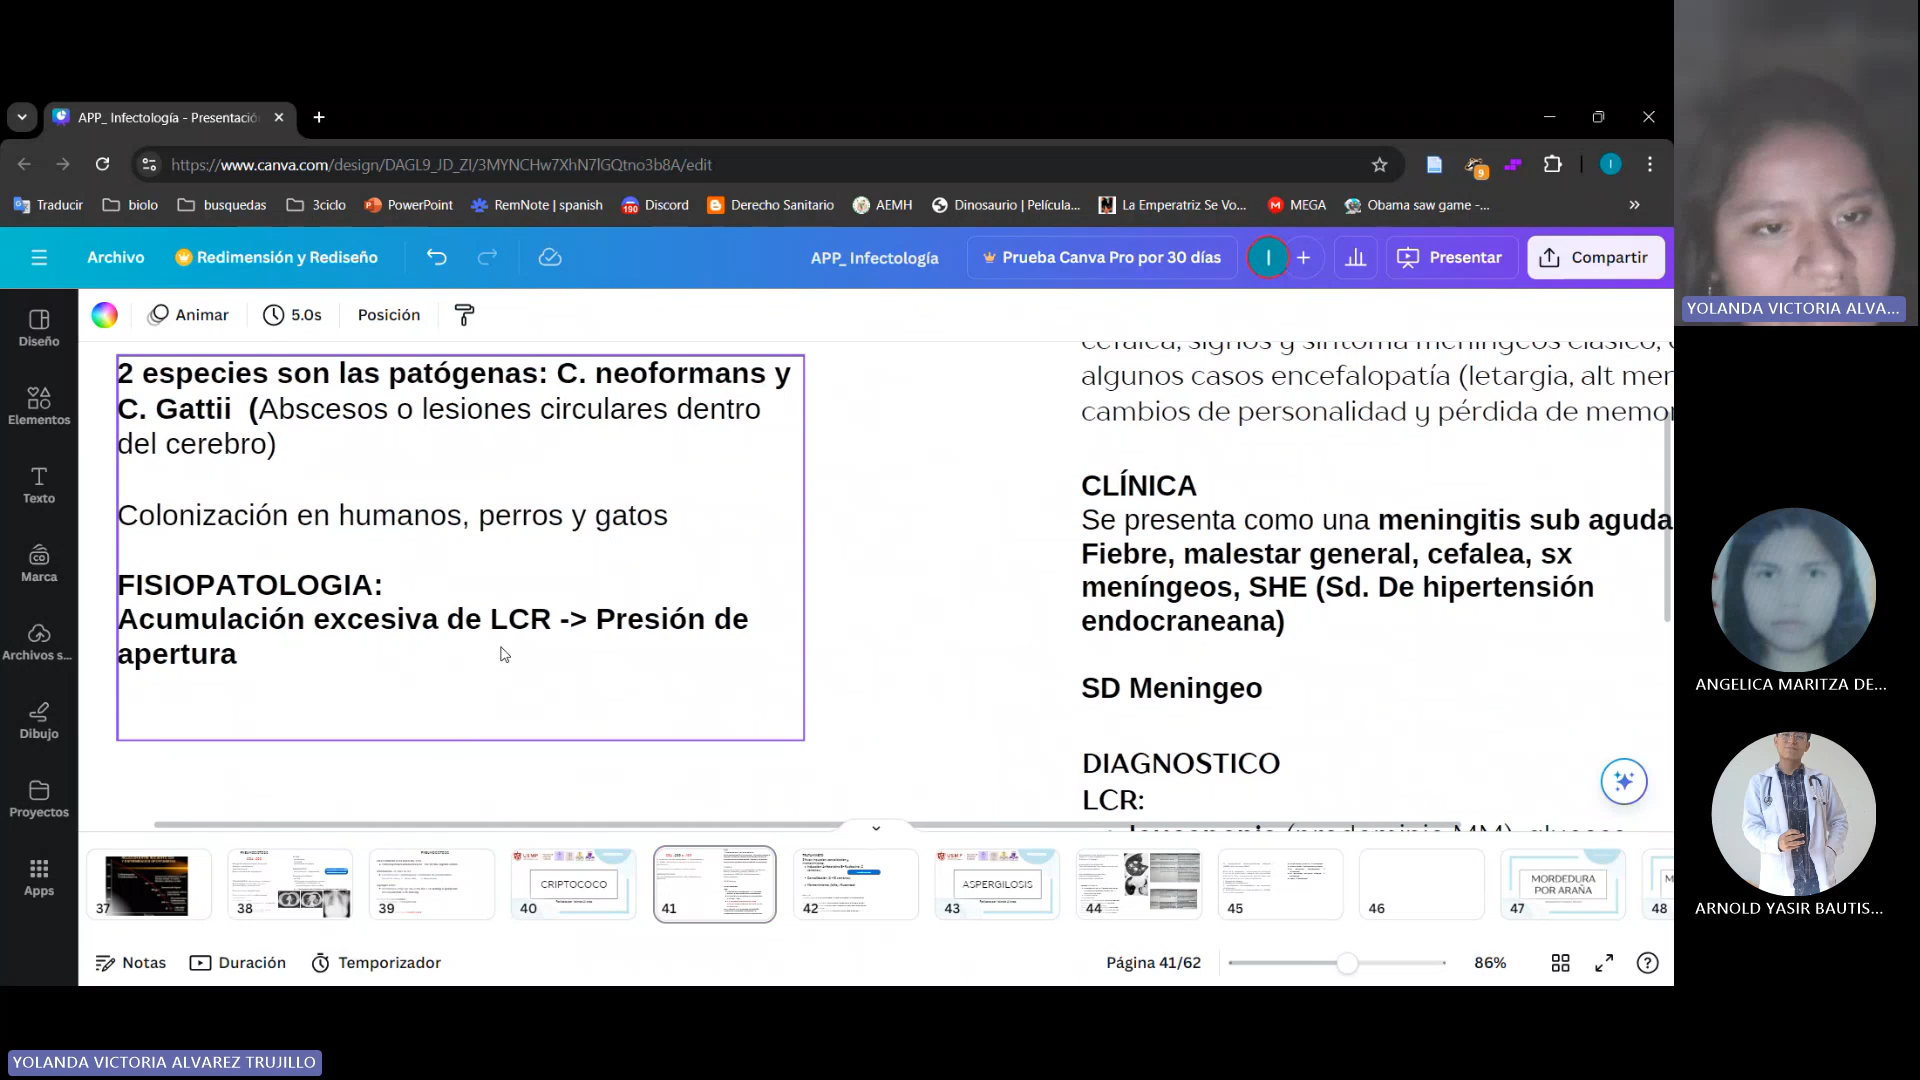 APP_ Infectología - Presentació
https://www.canva.com/design/DAGL9_JD_ZI/3MYNCHw7XhN7lGQtno3b8A/edit
9
I
Traducir
biolo
busquedas
3ciclo
PowerPoint
RemNote | spanish
190
Discord
Derecho Sanitario
AEMH
Dinosaurio | Película...
La Emperatriz Se Vo...
MEGA
Obama saw game -...
Archivo
Redimensión y Rediseño
APP_ Infectología
Prueba Canva Pro por 30 días
I
Presentar
Compartir
Diseño
Elementos
Texto
Marca
Archivos s...
Dibujo
Proyectos
Apps
Animar
5.0s
Posición
2 especies son las patógenas: C. neoformans y
C. Gattii (Abscesos o lesiones circulares dentro
del cerebro)
Colonización en humanos, perros y gatos
FISIOPATOLOGIA:
Acumulación excesiva de LCR -> Presión de
apertura
cefalea, signos y síntoma meníngeos clásico,
algunos casos encefalopatía (letargia, alt men
cambios de personalidad y pérdida de memor
CLÍNICA
Se presenta como una meningitis sub aguda
Fiebre, malestar general, cefalea, sx
meníngeos, SHE (Sd. De hipertensión
endocraneana)
SD Meningeo
DIAGNOSTICO
LCR:
37
38
39
CRIPTOCOCO
40
41
42
ASPERGILOSIS
43
44
45
46
MORDEDURA
POR ARAÑA
47
48
Notas
Duración
Temporizador
Página 41/62
86%
YOLANDA VICTORIA ALVA...
ANGELICA MARITZA DE...
ARNOLD YASIR BAUTIS...
YOLANDA VICTORIA ALVAREZ TRUJILLO